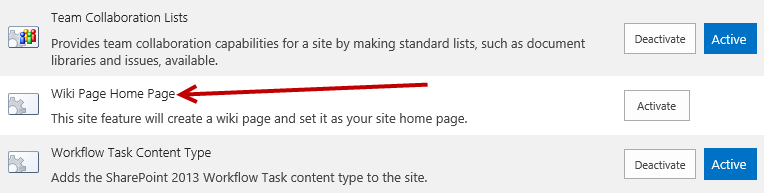 Team Collaboration Lists
Provides team collaboration capabilities for a site by making standard lists, such as document
libraries and issues, available.
Deactivate
Active
Wiki Page Home Page
This site feature will create a wiki page and set it as your site home page.
Activate
Workflow Task Content Type
Adds the SharePoint 2013 Workflow Task content type to the site.
Deactivate
Active